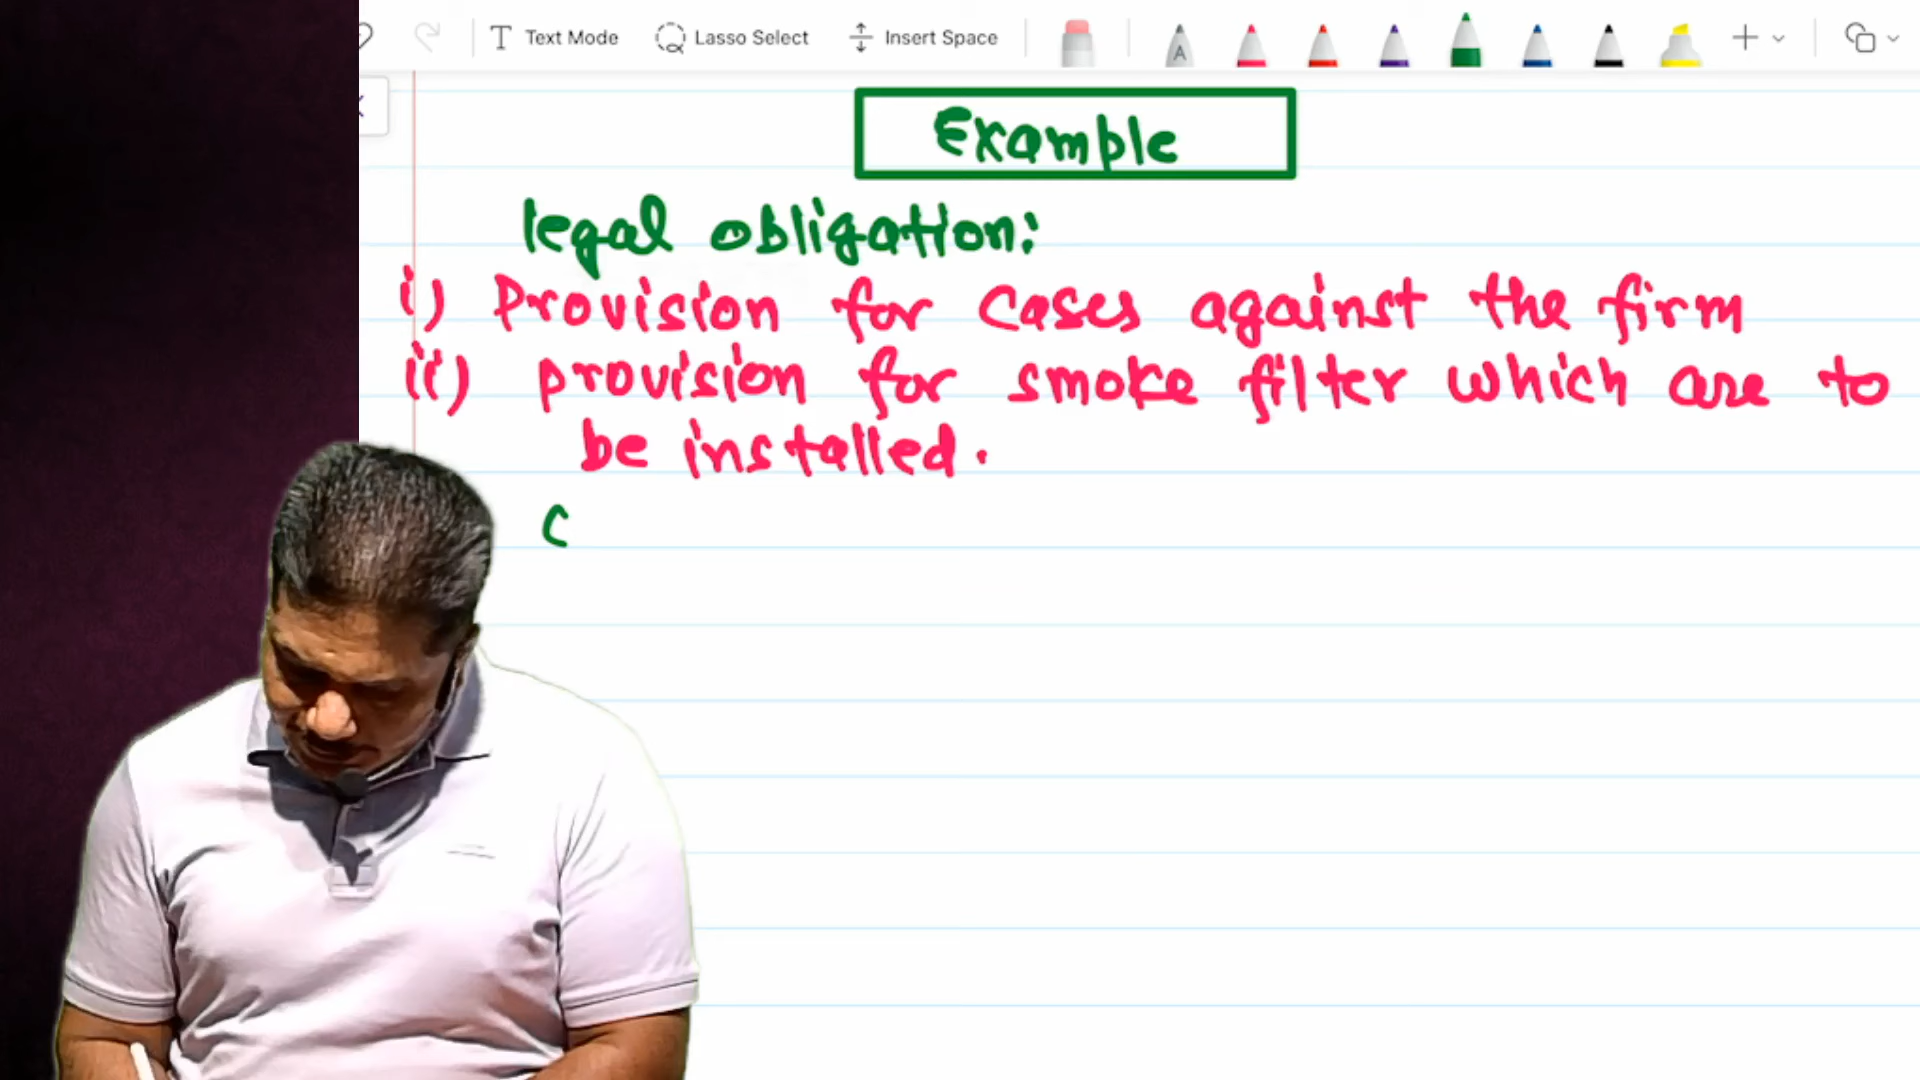 Text Mode Lasso Select Insert Space
A
Example
legal obligation:
i) Provision for cases against the firm
ii) provision for smoke filter which are to
be installed.
C